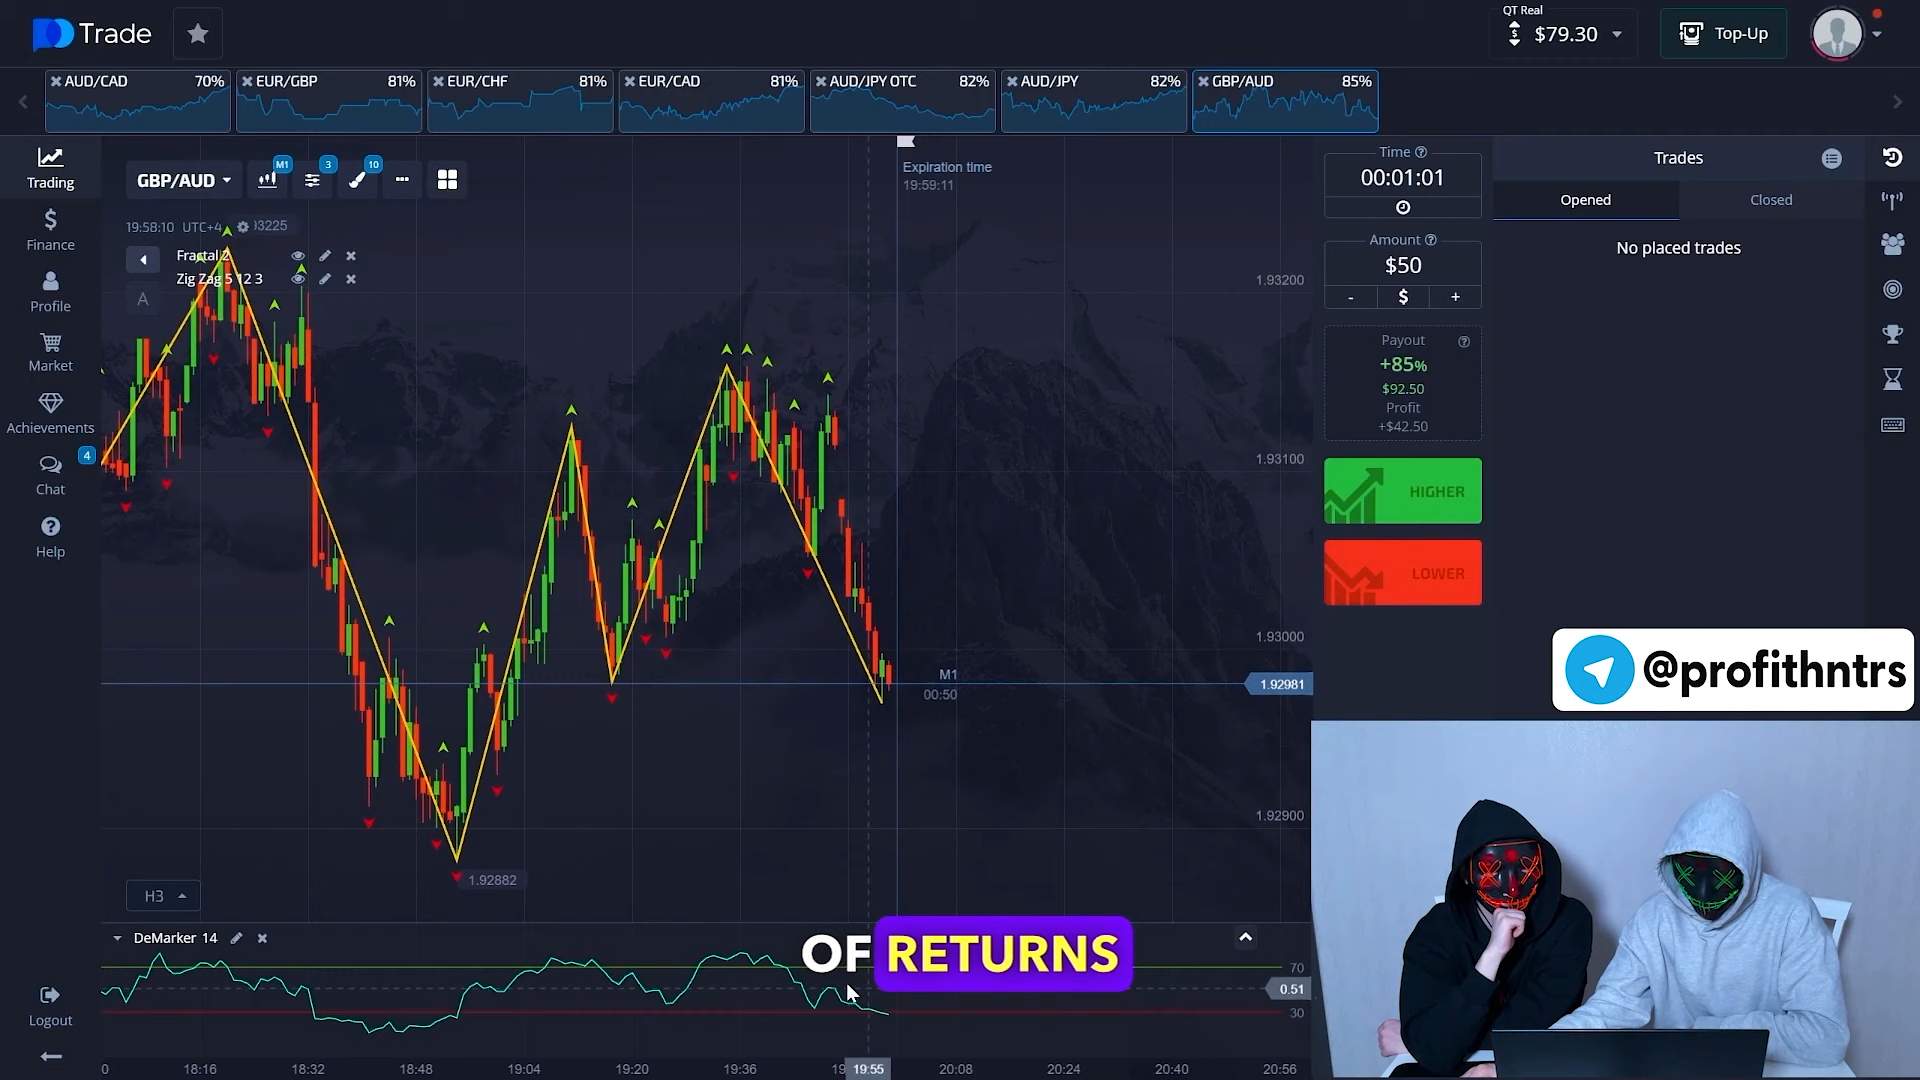 Trade
QT Real
$79.30
Top-Up
AUD/CAD 70%
EUR/GBP 81%
EUR/CHF 81%
EUR/CAD 81%
AUD/JPY OTC 82%
AUD/JPY 82%
GBP/AUD 85%
Trading
Finance
Profile
Market
Achievements
4
Chat
Help
Logout
GBP/AUD
M1
3
10
19:58:10 UTC+4
Fractal 2
Zig Zag 5 12 3
A
Expiration time
19:59:11
1.93200
1.93100
1.93000
1.92981
1.92900
M1
00:50
1.92882
H3
DeMarker 14
70
0.51
30
18:16
18:32
18:48
19:04
19:20
19:36
19:55
20:08
20:24
20:40
20:56
Time
00:01:01
Amount
$50
- $ +
Payout
+85%
$92.50
Profit
+$42.50
HIGHER
LOWER
Trades
Opened
Closed
No placed trades
@profithntrs
OF RETURNS